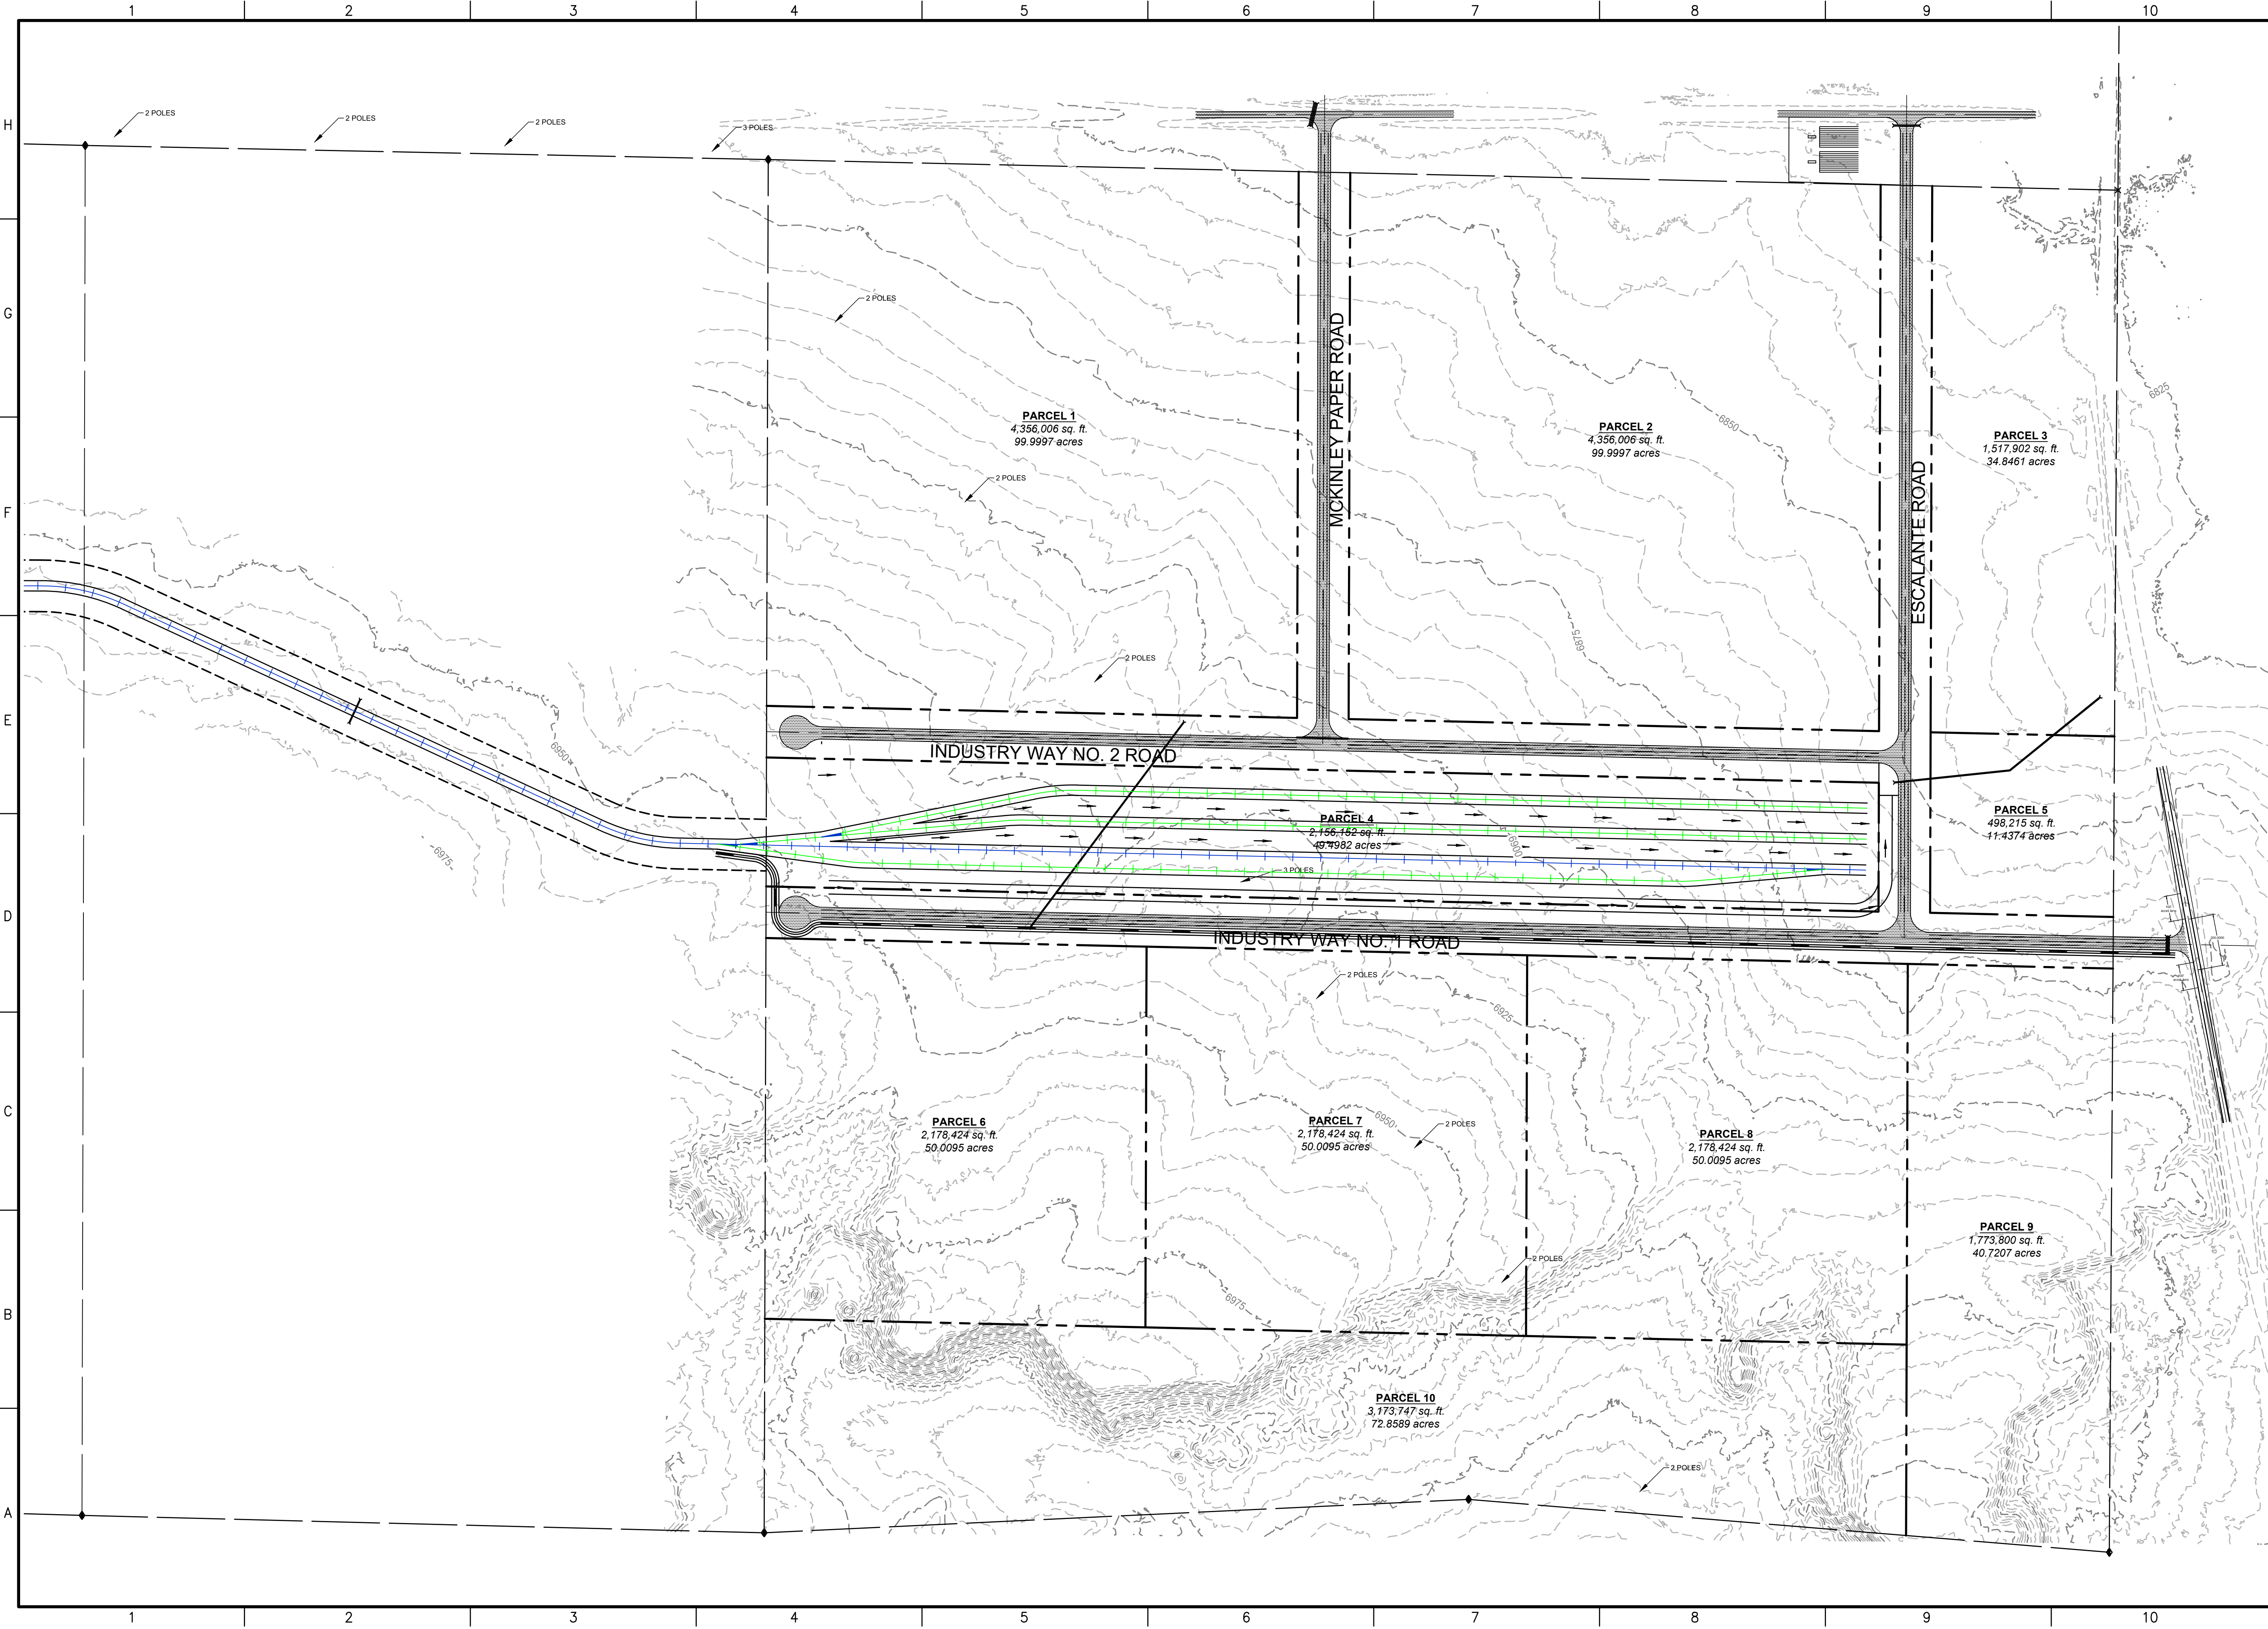 1 2 3 4 5 6 7 8 9 10
H
2 POLES
2 POLES
2 POLES
3 POLES
G
2 POLES
MCKINLEY PAPER ROAD
6825
PARCEL 1
4,356,006 sq. ft.
99.9997 acres
PARCEL 2
4,356,006 sq. ft.
99.9997 acres
6850
PARCEL 3
1,517,902 sq. ft.
34.8461 acres
2 POLES
F
ESCALANTE ROAD
6875
2 POLES
E
INDUSTRY WAY NO. 2 ROAD
6950
PARCEL 4
2,156,152 sq. ft.
49.4982 acres
6900
PARCEL 5
498,215 sq. ft.
11.4374 acres
6975
3 POLES
D
INDUSTRY WAY NO. 1 ROAD
2 POLES
6925
C
PARCEL 6
2,178,424 sq. ft.
50.0095 acres
PARCEL 7
2,178,424 sq. ft.
50.0095 acres
6950
2 POLES
PARCEL 8
2,178,424 sq. ft.
50.0095 acres
PARCEL 9
1,773,800 sq. ft.
40.7207 acres
2 POLES
6975
B
PARCEL 10
3,173,747 sq. ft.
72.8589 acres
2 POLES
A
1 2 3 4 5 6 7 8 9 10